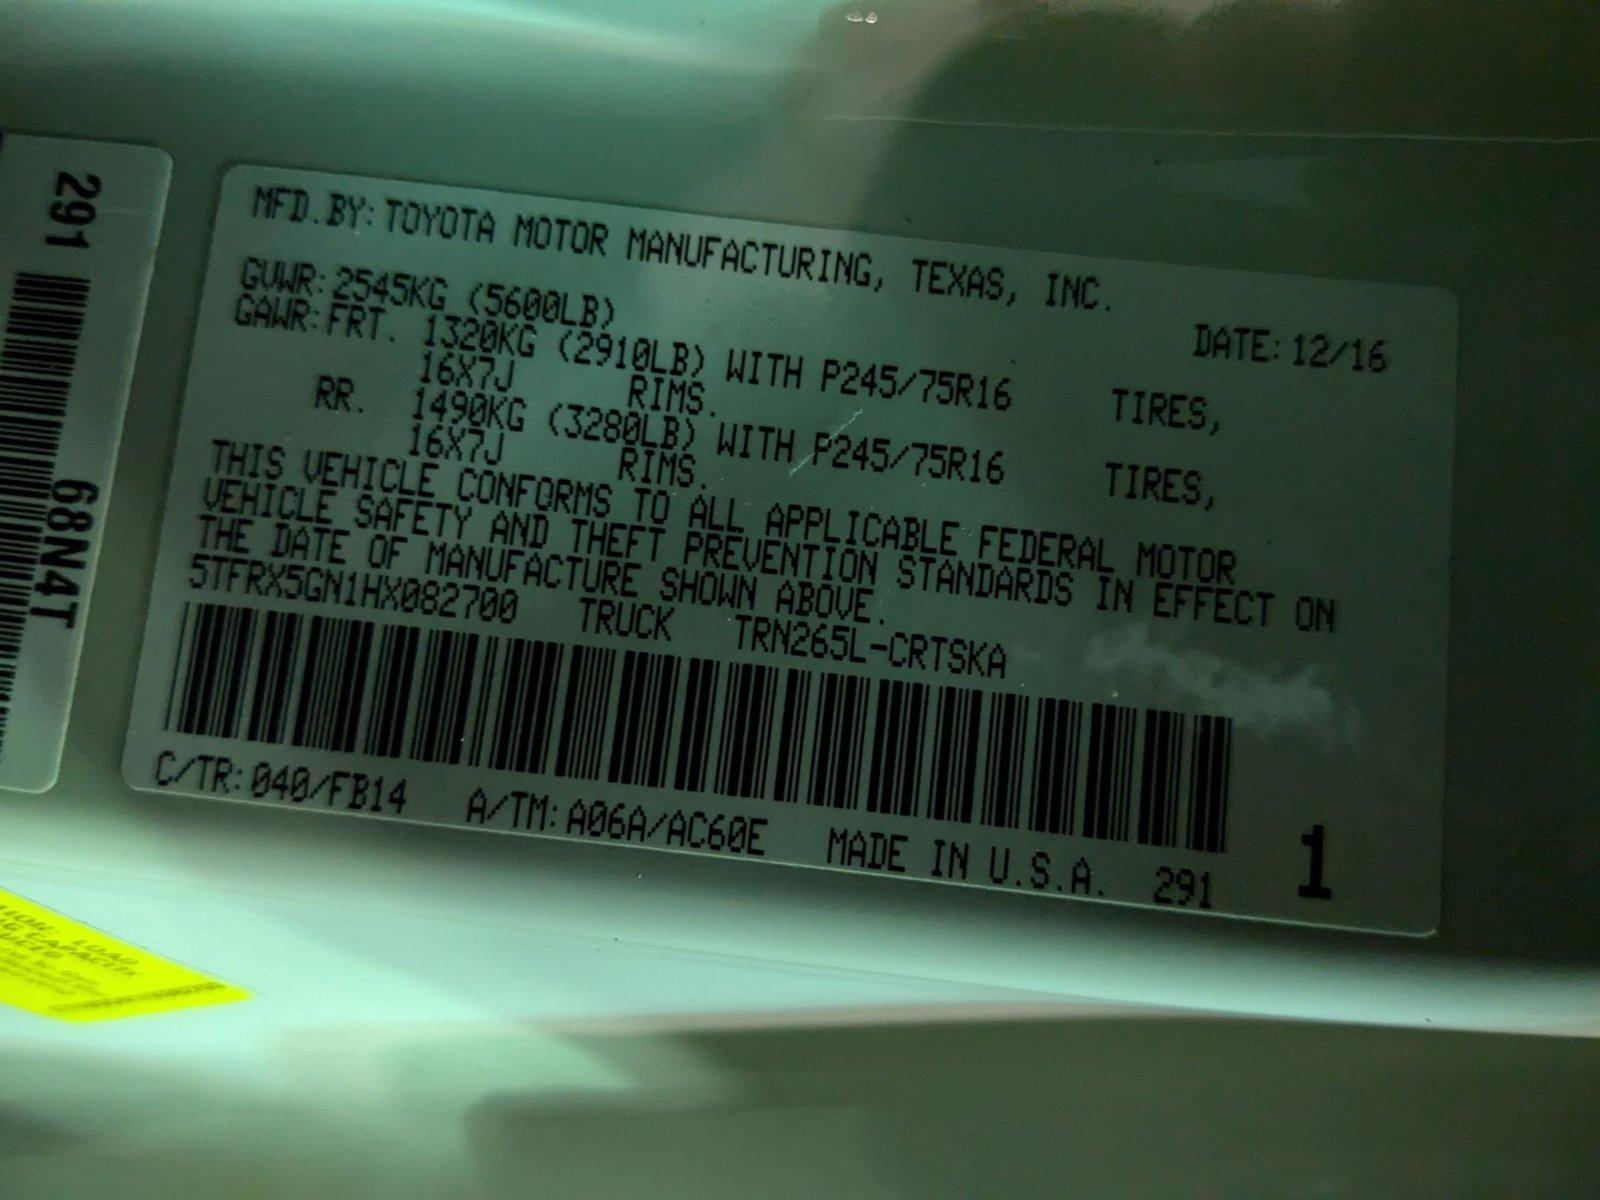 291
68N4T
MFD.BY: TOYOTA MOTOR MANUFACTURING, TEXAS, INC.
GVWR: 2545KG (5600LB) DATE: 12/16
GAWR: FRT. 1320KG (2910LB) WITH P245/75R16 TIRES,
16X7J RIMS.
RR. 1490KG (3280LB) WITH P245/75R16 TIRES,
16X7J RIMS.
THIS VEHICLE CONFORMS TO ALL APPLICABLE FEDERAL MOTOR
VEHICLE SAFETY AND THEFT PREVENTION STANDARDS IN EFFECT ON
THE DATE OF MANUFACTURE SHOWN ABOVE.
5TFRX5GN1HX082700 TRUCK TRN265L-CRTSKA
C/TR: 040/FB14 A/TM: A06A/AC60E MADE IN U.S.A. 291 1
LOAD
CAPACITY